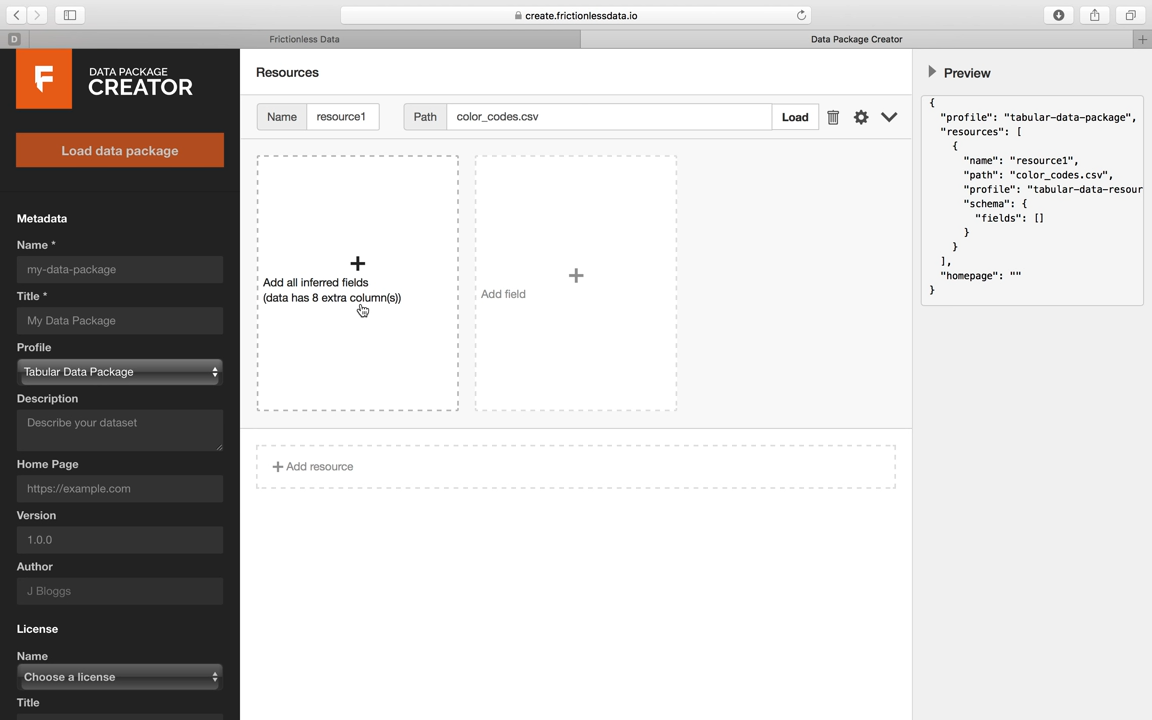 create.frictionlessdata.io
D
Frictionless Data
Data Package Creator
F
DATA PACKAGE
CREATOR
Load data package
Metadata
Name *
my-data-package
Title *
My Data Package
Profile
Tabular Data Package
Description
Describe your dataset
Home Page
https://example.com
Version
1.0.0
Author
J Bloggs
License
Name
Choose a license
Title
Resources
Name resource1 Path color_codes.csv Load
Add all inferred fields
(data has 8 extra column(s))
Add field
Add resource
Preview
{
"profile": "tabular-data-package",
"resources": [
{
"name": "resource1",
"path": "color_codes.csv",
"profile": "tabular-data-resour
"schema": {
"fields": []
}
}
],
"homepage": ""
}